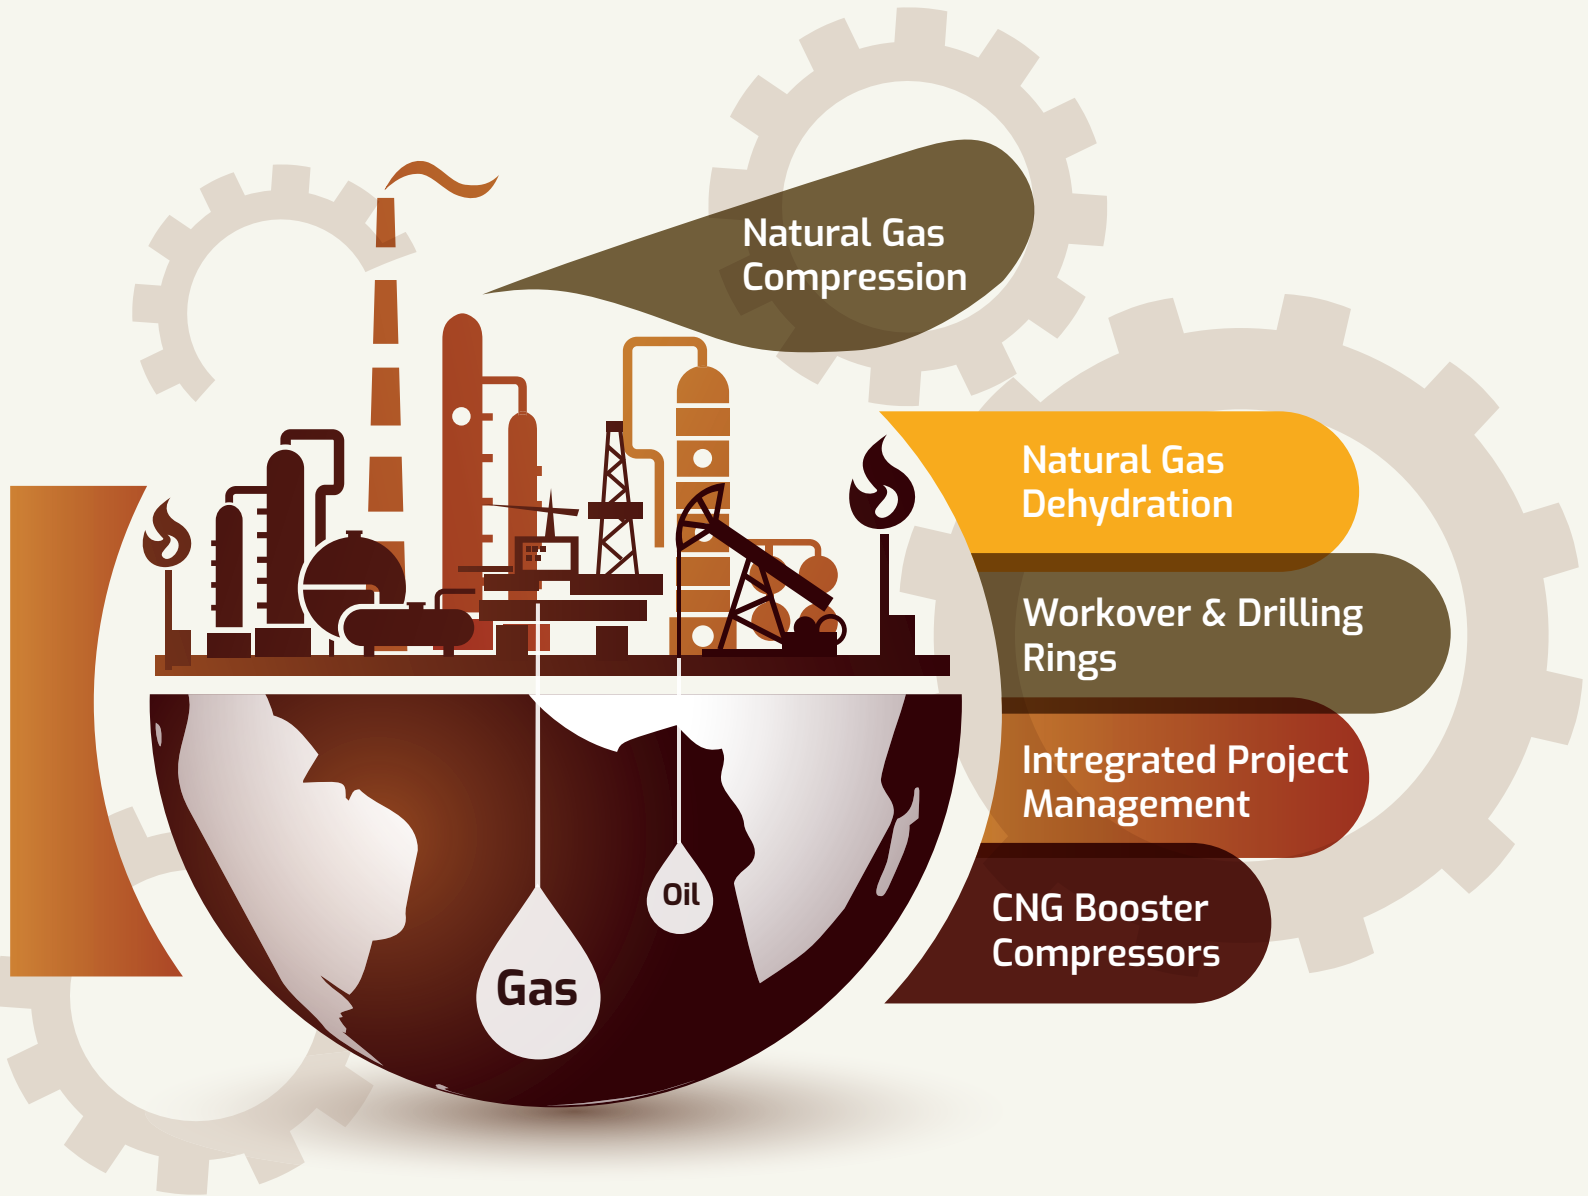 Natural Gas
Compression
Natural Gas
Dehydration
Workover & Drilling
Rings
Intregrated Project
Management
CNG Booster
Compressors
Oil
Gas